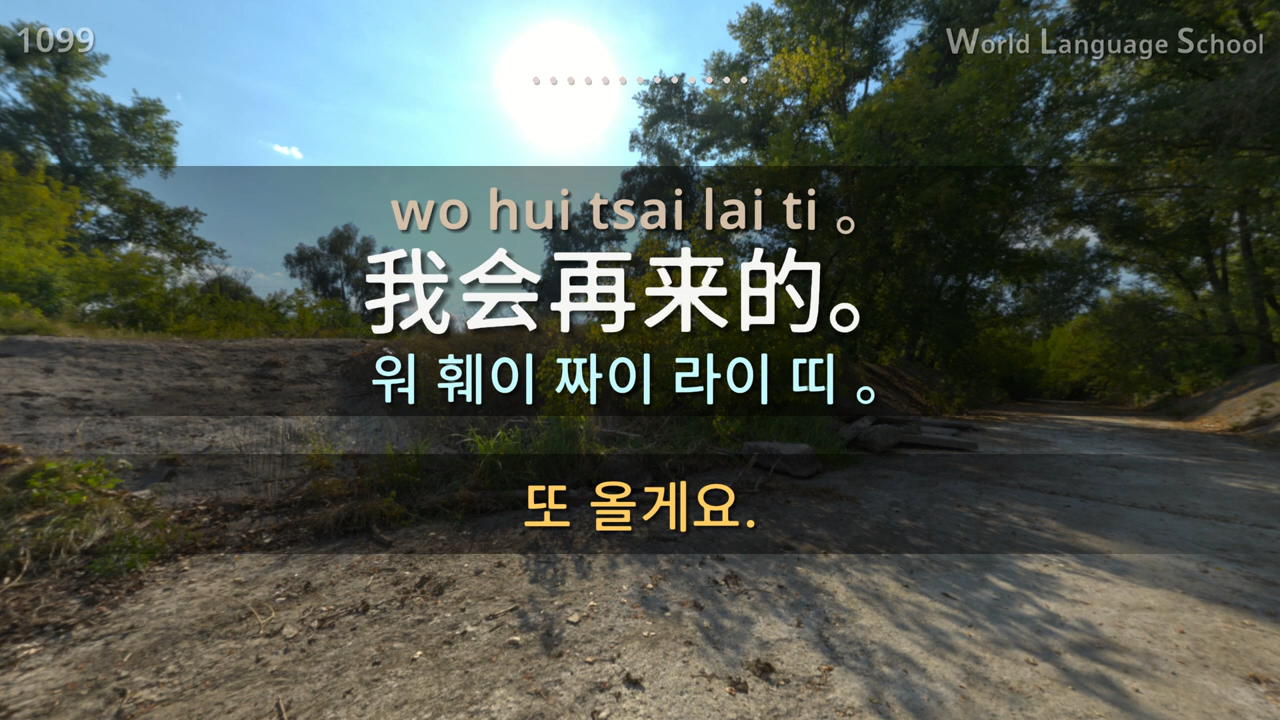 1099
World Language School
wo hui tsai lai ti 。
我会再来的。
워 훼이 짜이 라이 띠 。
또 올게요.